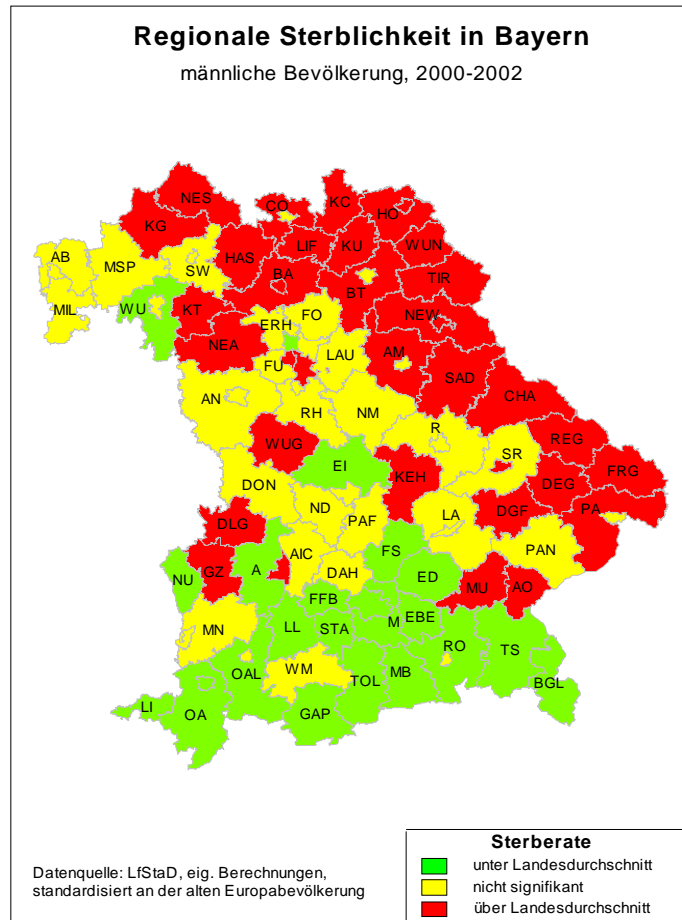 Regionale Sterblichkeit in Bayern
männliche Bevölkerung, 2000-2002
NES
CO
KC
HO
KG
LIF
KU
WUN
AB
MSP
SW
HAS
BA
BT
TIR
MIL
WU
KT
ERH
FO
NEW
NEA
FU
LAU
AM
SAD
AN
RH
NM
CHA
R
WUG
EI
KEH
SR
REG
DON
ND
DEG
FRG
DLG
PAF
LA
DGF
PA
GZ
A
AIC
DAH
FS
PAN
NU
ED
MU
AO
FFB
MN
LL
STA
M
EBE
OAL
WM
TOL
MB
RO
TS
LI
OA
GAP
BGL
Sterberate
unter Landesdurchschnitt
nicht signifikant
über Landesdurchschnitt
Datenquelle: LfStaD, eig. Berechnungen,
standardisiert an der alten Europabevölkerung